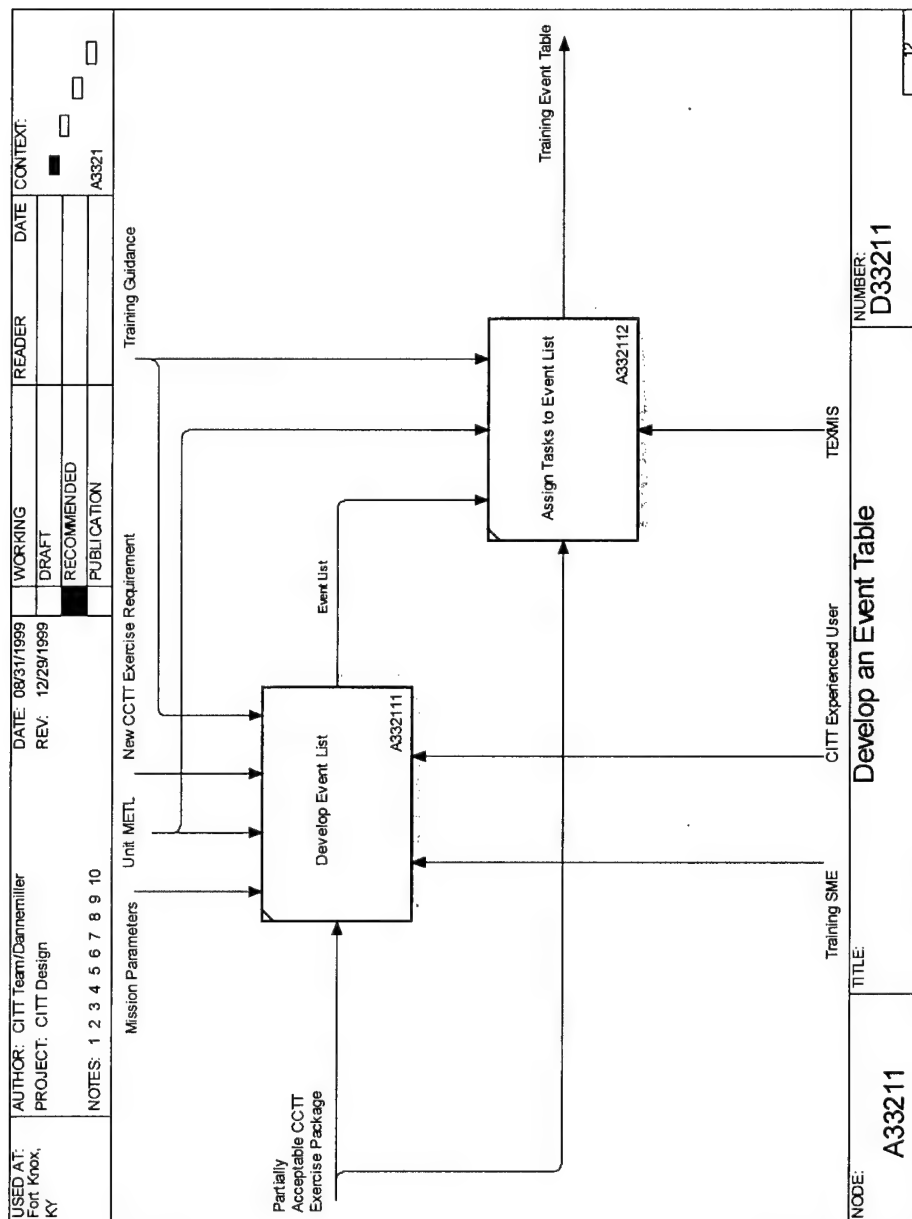 USED AT:
Fort Knox,
KY
AUTHOR: CITT Team/Dannemiller
PROJECT: CITT Design
NOTES: 1 2 3 4 5 6 7 8 9 10
DATE: 08/31/1999
REV: 12/29/1999
WORKING
DRAFT
RECOMMENDED
PUBLICATION
READER
DATE
CONTEXT:
A3321
Mission Parameters
Unit METL
New CCTT Exercise Requirement
Training Guidance
Partially
Acceptable CCTT
Exercise Package
Develop Event List
A332111
Event List
Assign Tasks to Event List
A332112
Training Event Table
Training SME
CITT Experienced User
TEXMIS
NODE:
A33211
TITLE:
Develop an Event Table
NUMBER:
D33211
12